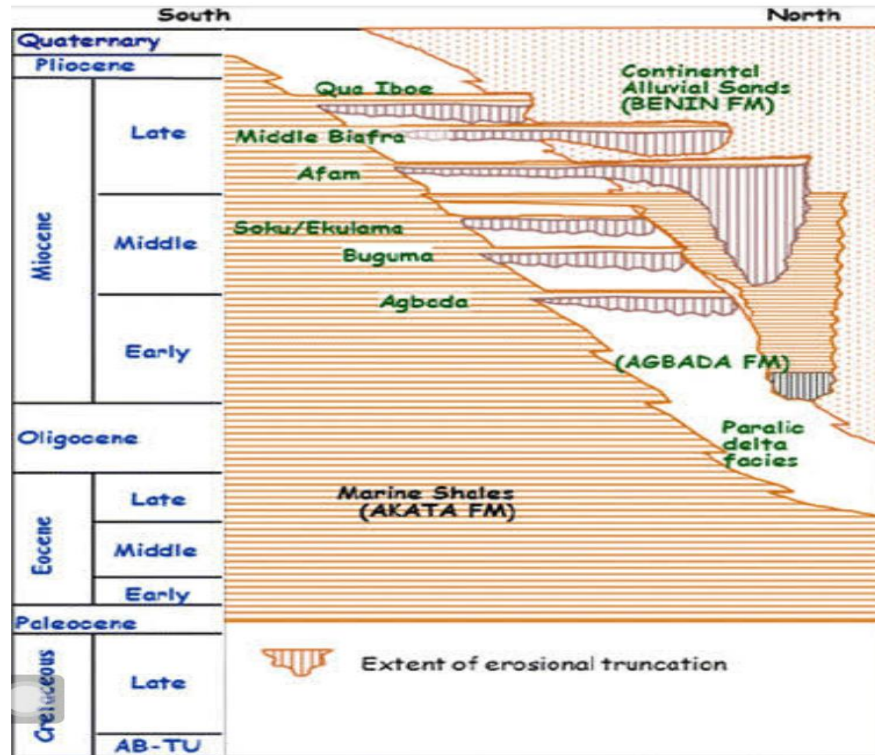 South North
Quaternary
Pliocene
Miocene
Late
Middle
Early
Oligocene
Eocene
Late
Middle
Early
Paleocene
Cretaceous
Late
AB-TU
Qua Iboe
Middle Biafra
Afam
Soku/Ekulama
Buguma
Agbada
Continental
Alluvial Sands
(BENIN FM)
(AGBADA FM)
Paralic
delta
facies
Marine Shales
(AKATA FM)
Extent of erosional truncation